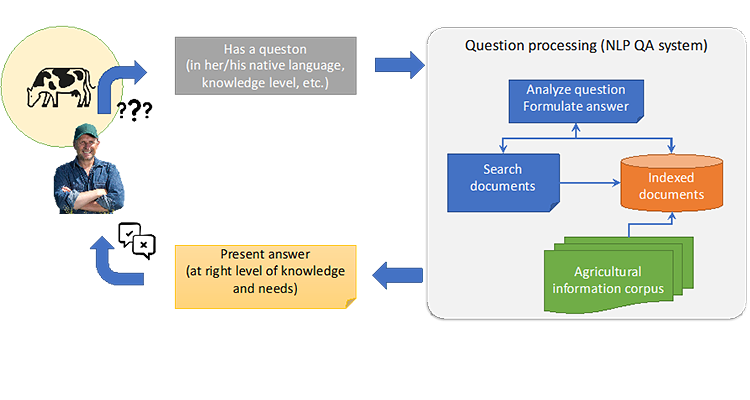 Has a queston
(in her/his native language,
knowledge level, etc.)
???
Question processing (NLP QA system)
Analyze question
Formulate answer
Search
documents
Indexed
documents
Agricultural
information corpus
Present answer
(at right level of knowledge
and needs)